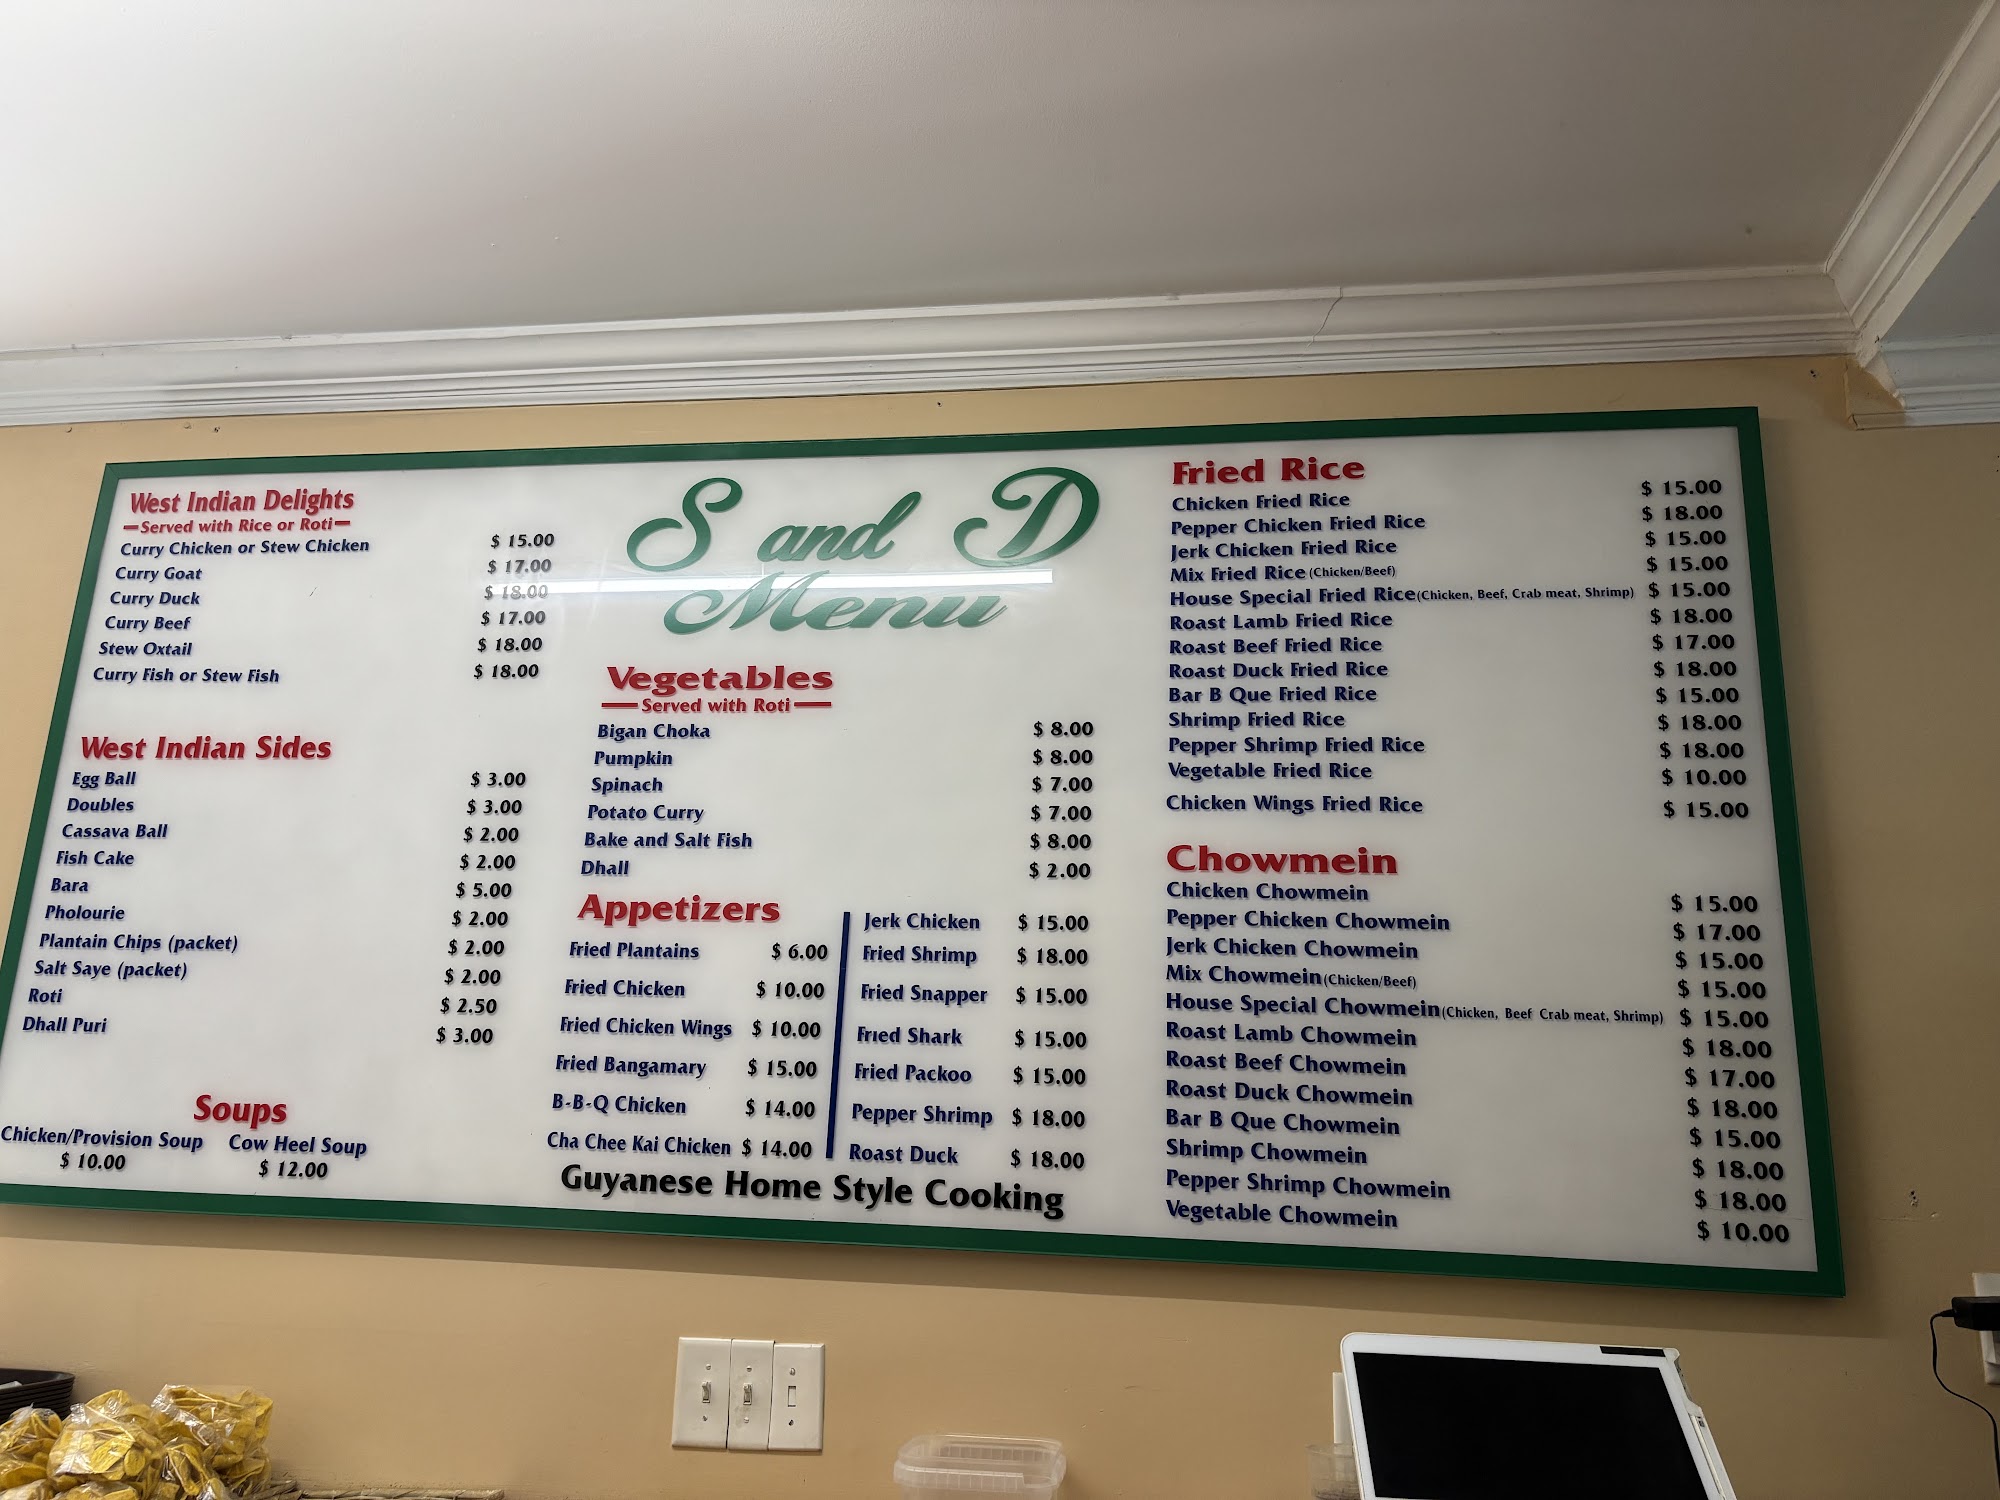 West Indian Delights
Served with Rice or Roti
Curry Chicken or Stew Chicken $ 15.00
Curry Goat $ 17.00
Curry Duck $ 18.00
Curry Beef $ 17.00
Stew Oxtail $ 18.00
Curry Fish or Stew Fish $ 18.00
West Indian Sides
Egg Ball $ 3.00
Doubles $ 3.00
Cassava Ball $ 2.00
Fish Cake $ 2.00
Bara $ 5.00
Pholourie $ 2.00
Plantain Chips (packet) $ 2.00
Salt Saye (packet) $ 2.00
Roti $ 2.50
Dhall Puri $ 3.00
Soups
Chicken/Provision Soup Cow Heel Soup
$ 10.00 $ 12.00
S and D
Menu
Vegetables
Served with Roti
Bigan Choka $ 8.00
Pumpkin $ 8.00
Spinach $ 7.00
Potato Curry $ 7.00
Bake and Salt Fish $ 8.00
Dhall $ 2.00
Appetizers
Fried Plantains $ 6.00
Fried Chicken $ 10.00
Fried Chicken Wings $ 10.00
Fried Bangamary $ 15.00
B-B-Q Chicken $ 14.00
Cha Chee Kai Chicken $ 14.00
Jerk Chicken $ 15.00
Fried Shrimp $ 18.00
Fried Snapper $ 15.00
Fried Shark $ 15.00
Fried Packoo $ 15.00
Pepper Shrimp $ 18.00
Roast Duck $ 18.00
Guyanese Home Style Cooking
Fried Rice
Chicken Fried Rice $ 15.00
Pepper Chicken Fried Rice $ 18.00
Jerk Chicken Fried Rice $ 15.00
Mix Fried Rice (Chicken/Beef) $ 15.00
House Special Fried Rice (Chicken, Beef, Crab meat, Shrimp) $ 15.00
Roast Lamb Fried Rice $ 18.00
Roast Beef Fried Rice $ 17.00
Roast Duck Fried Rice $ 18.00
Bar B Que Fried Rice $ 15.00
Shrimp Fried Rice $ 18.00
Pepper Shrimp Fried Rice $ 18.00
Vegetable Fried Rice $ 10.00
Chicken Wings Fried Rice $ 15.00
Chowmein
Chicken Chowmein $ 15.00
Pepper Chicken Chowmein $ 17.00
Jerk Chicken Chowmein $ 15.00
Mix Chowmein (Chicken/Beef) $ 15.00
House Special Chowmein (Chicken, Beef Crab meat, Shrimp) $ 15.00
Roast Lamb Chowmein $ 18.00
Roast Beef Chowmein $ 17.00
Roast Duck Chowmein $ 18.00
Bar B Que Chowmein $ 15.00
Shrimp Chowmein $ 18.00
Pepper Shrimp Chowmein $ 18.00
Vegetable Chowmein $ 10.00